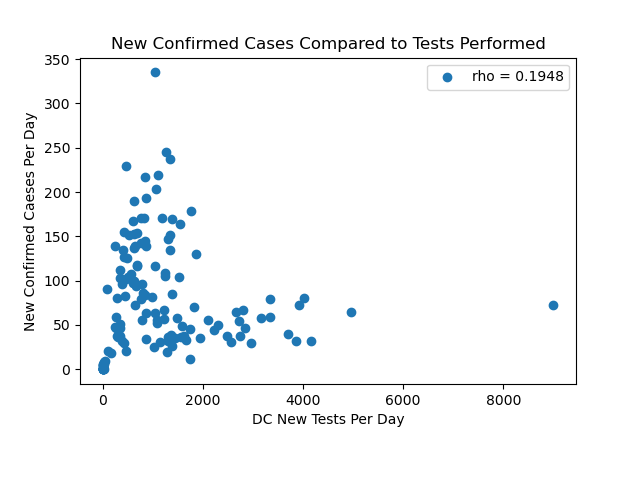 New Confirmed Cases Compared to Tests Performed
rho = 0.1948
350
300
250
200
150
100
50
0
New Confirmed Caeses Per Day
0 2000 4000 6000 8000
DC New Tests Per Day